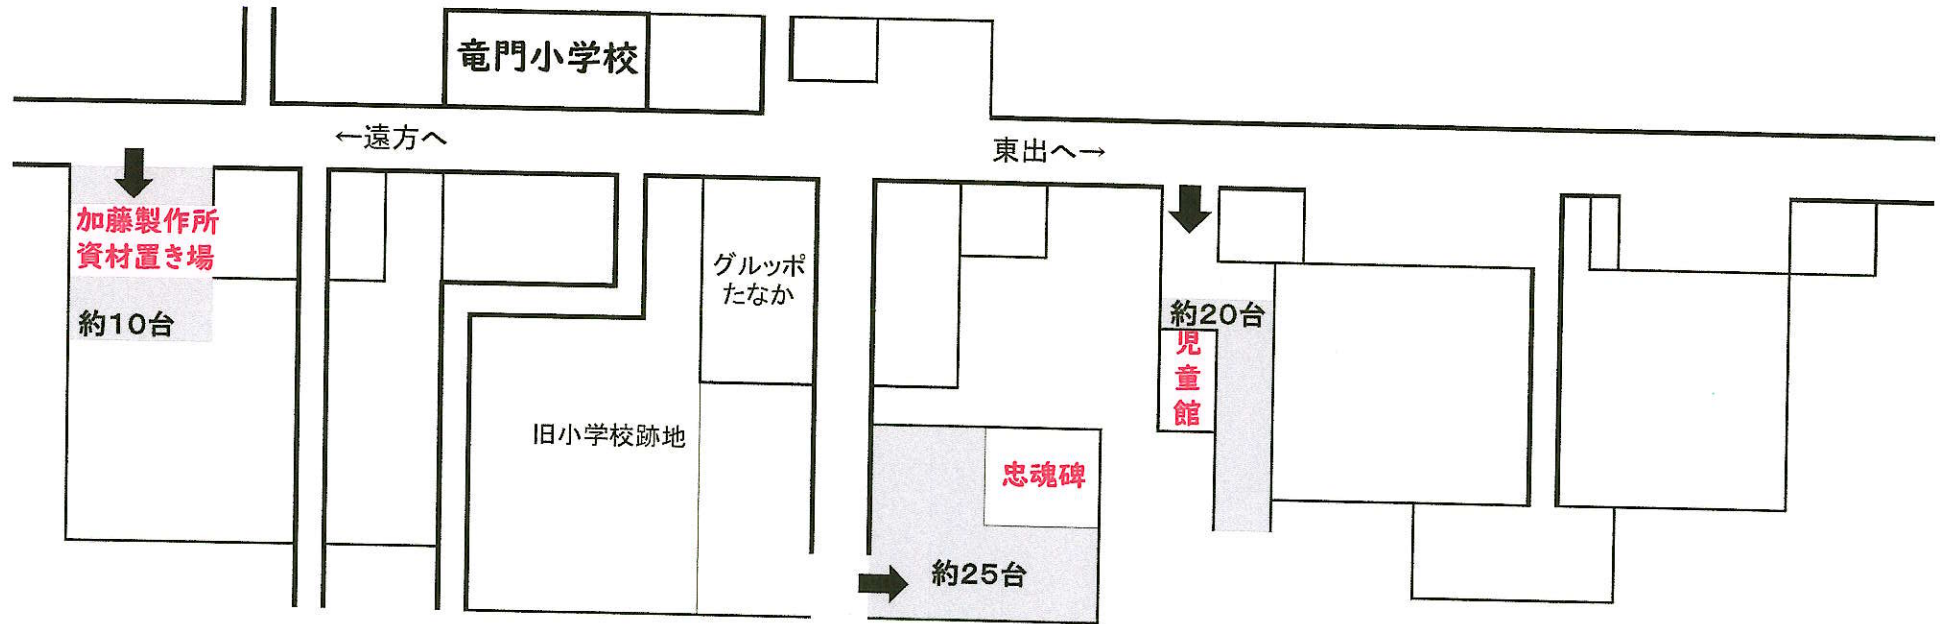 竜門小学校
←遠方へ
東出へ→
加藤製作所
資材置き場
約10台
グルッポ
たなか
旧小学校跡地
約20台
児
童
館
忠魂碑
約25台